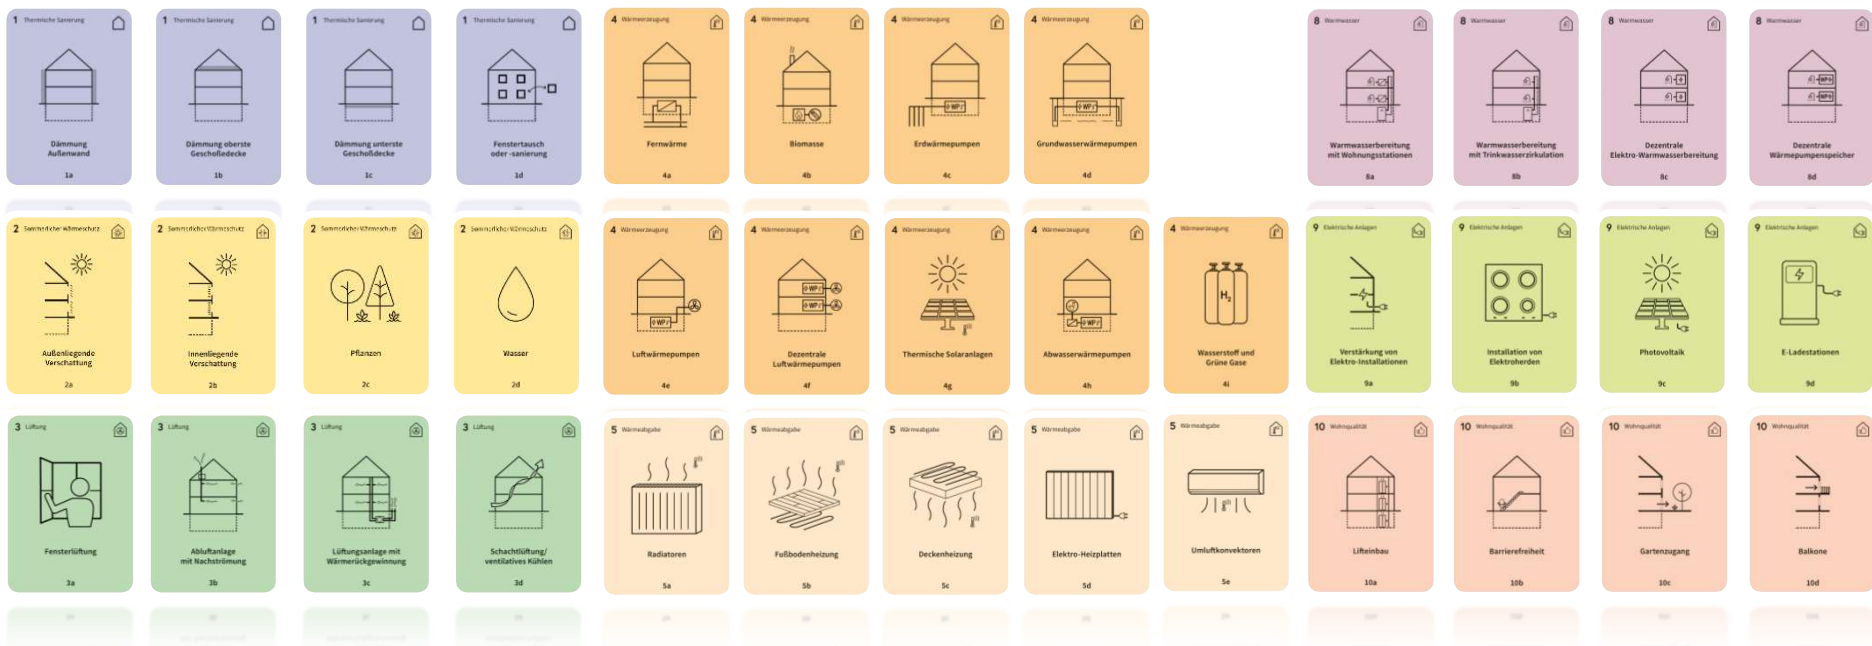 1 Thermische Sanierung
Dämmung
Außenwand
1a
1 Thermische Sanierung
Dämmung oberste
Geschoßdecke
1b
1 Thermische Sanierung
Dämmung unterste
Geschoßdecke
1c
1 Thermische Sanierung
Fenstertausch
oder -sanierung
1d
4 Wärmeerzeugung
Fernwärme
4a
4 Wärmeerzeugung
Biomasse
4b
4 Wärmeerzeugung
WP
Erdwärmepumpen
4c
4 Wärmeerzeugung
WP
Grundwasserwärmepumpen
4d
8 Warmwasser
Warmwasserbereitung
mit Wohnungsstationen
8a
8 Warmwasser
Warmwasserbereitung
mit Trinkwasserzirkulation
8b
8 Warmwasser
Dezentrale
Elektro-Warmwasserbereitung
8c
8 Warmwasser
WP
WP
Dezentrale
Wärmepumpenspeicher
8d
2 Sommerlicher Wärmeschutz
Außenliegende
Verschattung
2a
2 Sommerlicher Wärmeschutz
Innenliegende
Verschattung
2b
2 Sommerlicher Wärmeschutz
Pflanzen
2c
2 Sommerlicher Wärmeschutz
Wasser
2d
4 Wärmeerzeugung
WP
Luftwärmepumpen
4e
4 Wärmeerzeugung
WP
WP
Dezentrale
Luftwärmepumpen
4f
4 Wärmeerzeugung
Thermische Solaranlagen
4g
4 Wärmeerzeugung
WP
Abwasserwärmepumpen
4h
4 Wärmeerzeugung
H₂
Wasserstoff und
Grüne Gase
4i
9 Elektrische Anlagen
Verstärkung von
Elektro-Installationen
9a
9 Elektrische Anlagen
Installation von
Elektroherden
9b
9 Elektrische Anlagen
Photovoltaik
9c
9 Elektrische Anlagen
E-Ladestationen
9d
3 Lüftung
Fensterlüftung
3a
3 Lüftung
Abluftanlage
mit Nachströmung
3b
3 Lüftung
Lüftungsanlage mit
Wärmerückgewinnung
3c
3 Lüftung
Schachtlüftung/
ventilatives Kühlen
3d
5 Wärmeabgabe
Radiatoren
5a
5 Wärmeabgabe
Fußbodenheizung
5b
5 Wärmeabgabe
Deckenheizung
5c
5 Wärmeabgabe
Elektro-Heizplatten
5d
5 Wärmeabgabe
Umluftkonvektoren
5e
10 Wohnqualität
Lifteinbau
10a
10 Wohnqualität
Barrierefreiheit
10b
10 Wohnqualität
Gartenzugang
10c
10 Wohnqualität
Balkone
10d